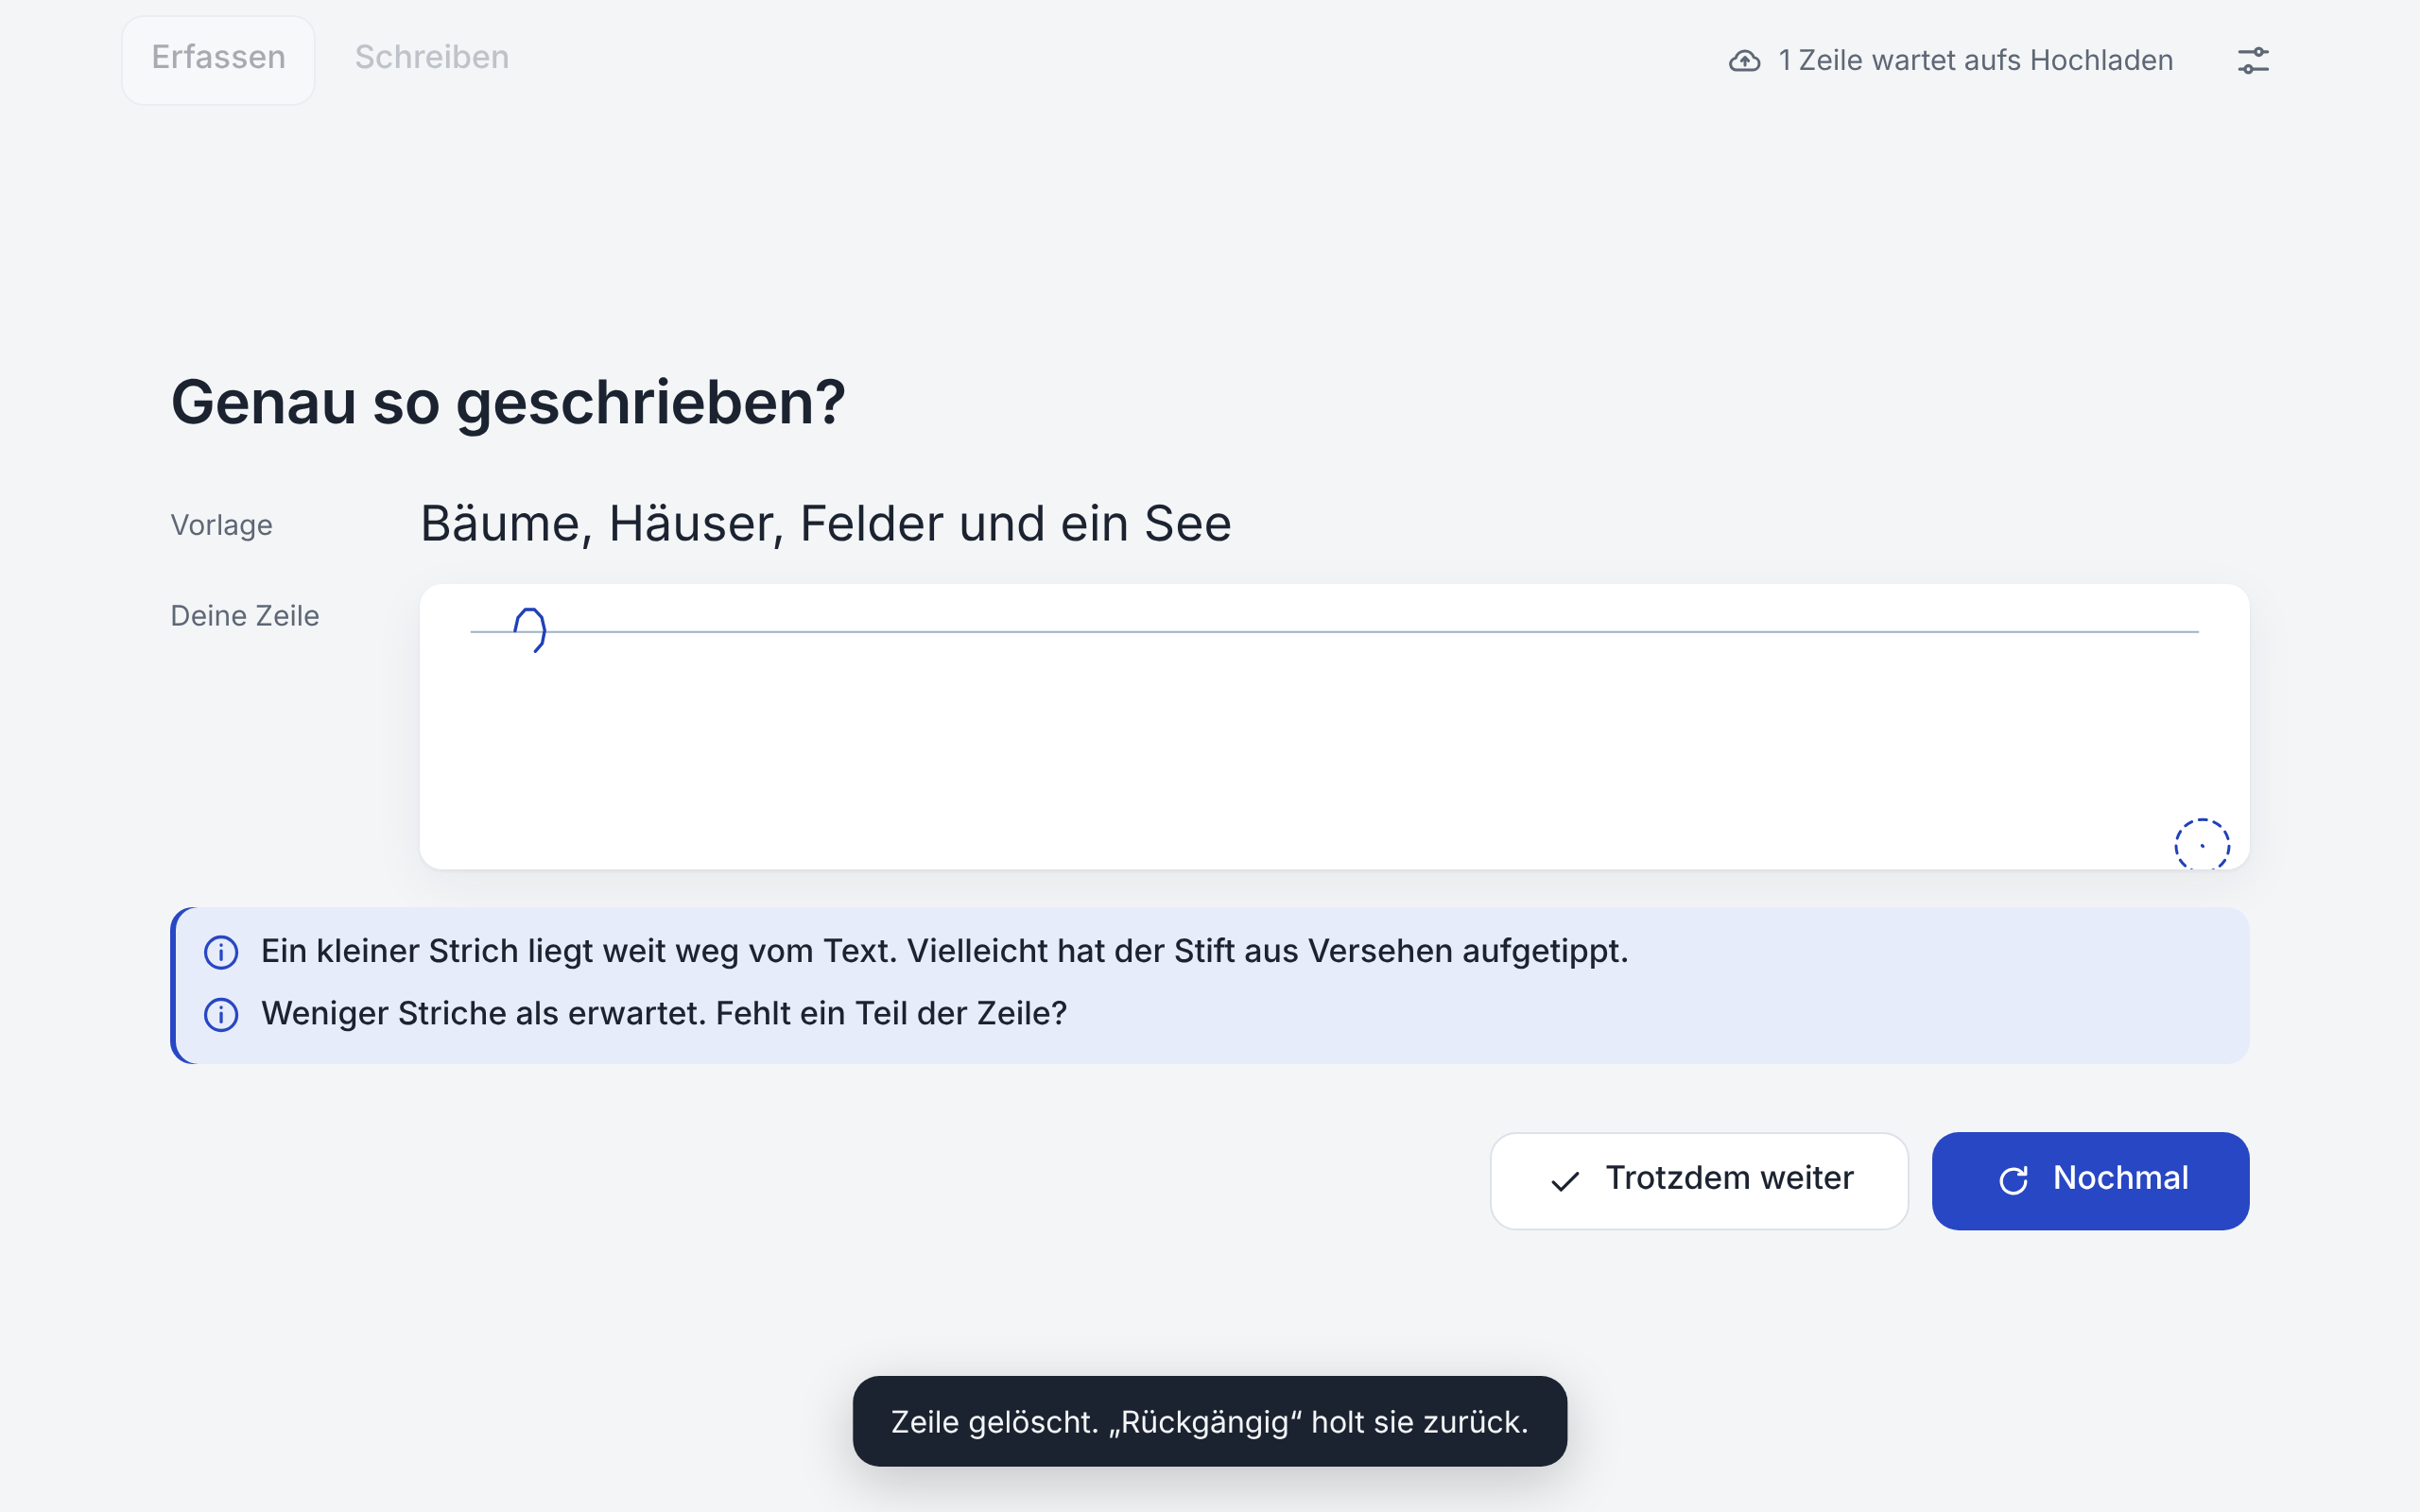 Erfassen
Schreiben
1 Zeile wartet aufs Hochladen
Genau so geschrieben?
Vorlage
Bäume, Häuser, Felder und ein See
Deine Zeile
Ein kleiner Strich liegt weit weg vom Text. Vielleicht hat der Stift aus Versehen aufgetippt.
Weniger Striche als erwartet. Fehlt ein Teil der Zeile?
Trotzdem weiter
Nochmal
Zeile gelöscht. „Rückgängig“ holt sie zurück.